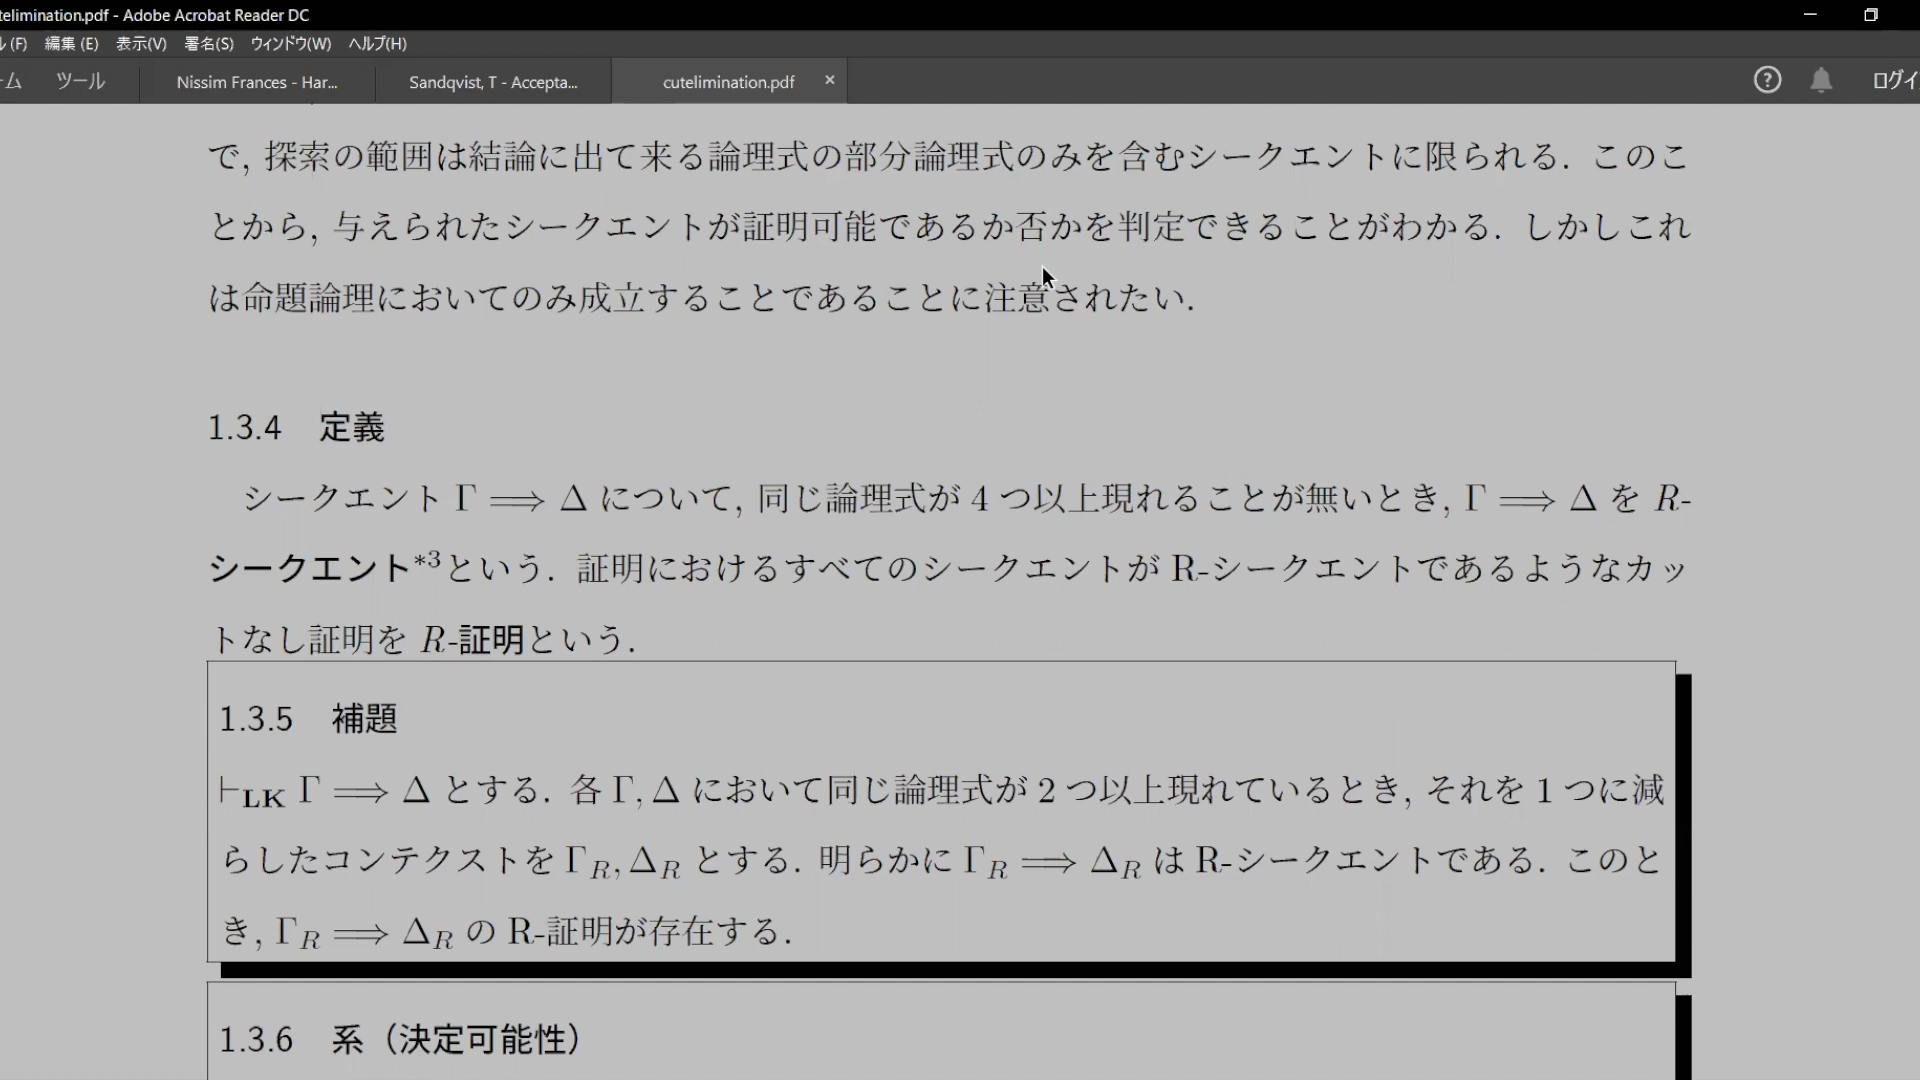 telimination.pdf - Adobe Acrobat Reader DC
ル(F) 編集(E) 表示(V) 署名(S) ウィンドウ(W) ヘルプ(H)
ーム ツール Nissim Frances - Har... Sandqvist, T - Accepta... cutelimination.pdf × ? ログイ
で, 探索の範囲は結論に出て来る論理式の部分論理式のみを含むシークエントに限られる. このこ
とから, 与えられたシークエントが証明可能であるか否かを判定できることがわかる. しかしこれ
は命題論理においてのみ成立することであることに注意されたい.
1.3.4 定義
シークエント Γ ⟹ Δ について, 同じ論理式が 4 つ以上現れることが無いとき, Γ ⟹ Δ を R-
シークエント*3という. 証明におけるすべてのシークエントが R-シークエントであるようなカッ
トなし証明を R-証明という.
1.3.5 補題
⊢LK Γ ⟹ Δ とする. 各 Γ, Δ において同じ論理式が 2 つ以上現れているとき, それを 1 つに減
らしたコンテクストを ΓR, ΔR とする. 明らかに ΓR ⟹ ΔR は R-シークエントである. このと
き, ΓR ⟹ ΔR の R-証明が存在する.
1.3.6 系（決定可能性）